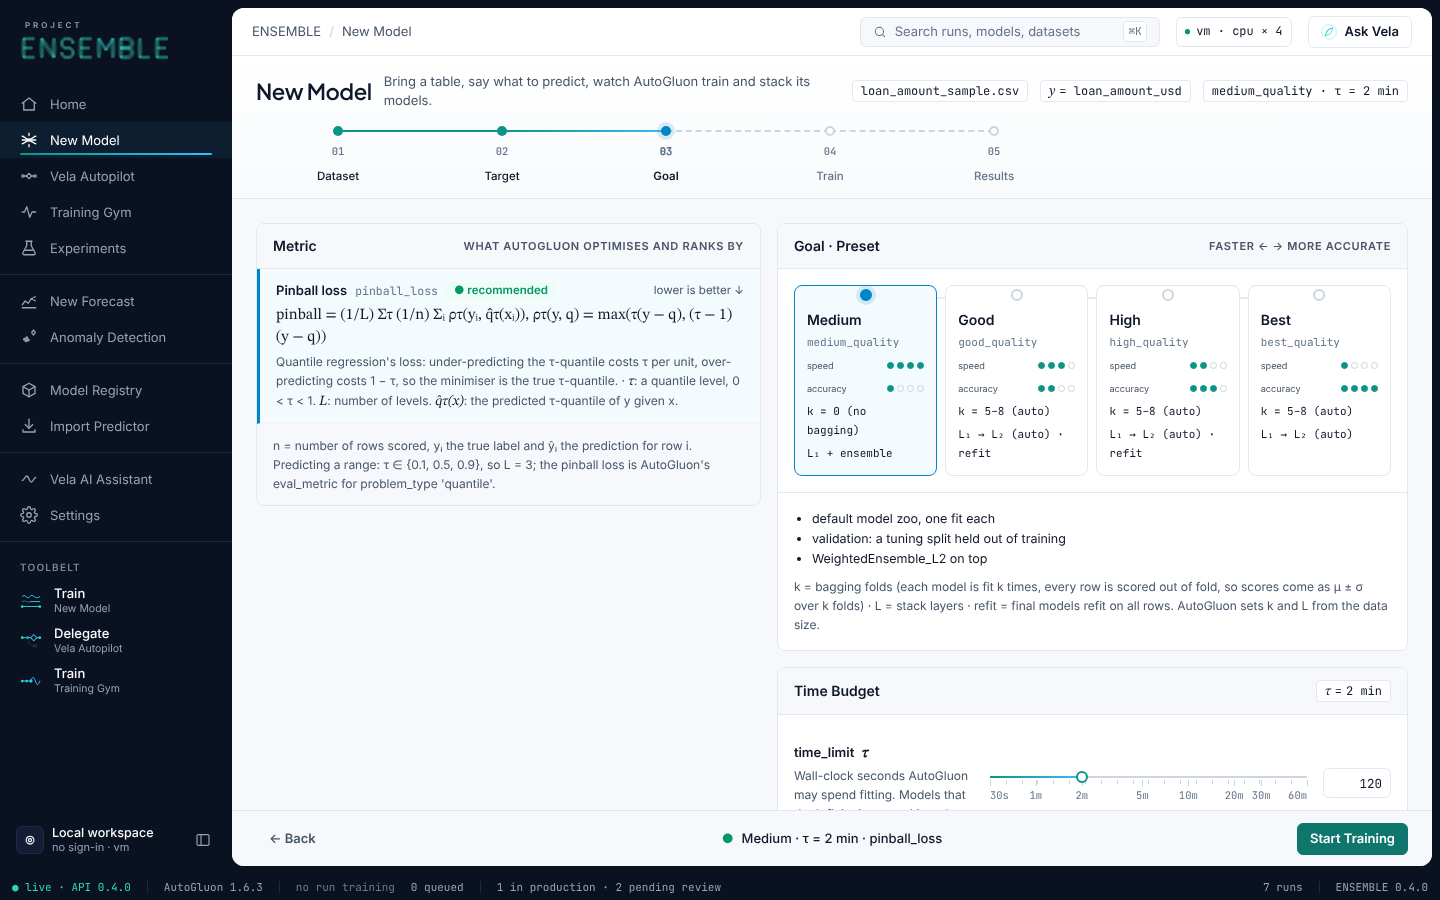 PROJECT
ENSEMBLE
Home
New Model
Vela Autopilot
Training Gym
Experiments
New Forecast
Anomaly Detection
Model Registry
Import Predictor
Vela AI Assistant
Settings
TOOLBELT
Train
New Model
Delegate
Vela Autopilot
Train
Training Gym
Local workspace
no sign-in · vm
ENSEMBLE / New Model
Search runs, models, datasets ⌘K
vm · cpu × 4
Ask Vela
New Model
Bring a table, say what to predict, watch AutoGluon train and stack its
models.
loan_amount_sample.csv
y = loan_amount_usd
medium_quality · τ = 2 min
01 02 03 04 05
Dataset Target Goal Train Results
Metric WHAT AUTOGLUON OPTIMISES AND RANKS BY
Pinball loss pinball_loss recommended lower is better ↓
pinball = (1/L) Στ (1/n) Σᵢ ρτ(yᵢ, q̂τ(xᵢ)), ρτ(y, q) = max(τ(y − q), (τ − 1)
(y − q))
Quantile regression's loss: under-predicting the τ-quantile costs τ per unit, over-
predicting costs 1 − τ, so the minimiser is the true τ-quantile. · τ: a quantile level, 0
< τ < 1. L: number of levels. q̂τ(x): the predicted τ-quantile of y given x.
n = number of rows scored, yᵢ the true label and ŷᵢ the prediction for row i.
Predicting a range: τ ∈ {0.1, 0.5, 0.9}, so L = 3; the pinball loss is AutoGluon's
eval_metric for problem_type 'quantile'.
Goal · Preset FASTER ← → MORE ACCURATE
Medium
medium_quality
speed
accuracy
k = 0 (no
bagging)
L₁ + ensemble
Good
good_quality
speed
accuracy
k = 5–8 (auto)
L₁ → L₂ (auto) ·
refit
High
high_quality
speed
accuracy
k = 5–8 (auto)
L₁ → L₂ (auto) ·
refit
Best
best_quality
speed
accuracy
k = 5–8 (auto)
L₁ → L₂ (auto)
• default model zoo, one fit each
• validation: a tuning split held out of training
• WeightedEnsemble_L2 on top
k = bagging folds (each model is fit k times, every row is scored out of fold, so scores come as μ ± σ
over k folds) · L = stack layers · refit = final models refit on all rows. AutoGluon sets k and L from the data
size.
Time Budget τ = 2 min
time_limit τ
Wall-clock seconds AutoGluon
may spend fitting. Models that
30s 1m 2m 5m 10m 20m 30m 60m
120
← Back
Medium · τ = 2 min · pinball_loss
Start Training
live · API 0.4.0 AutoGluon 1.6.3 no run training 0 queued 1 in production · 2 pending review 7 runs ENSEMBLE 0.4.0